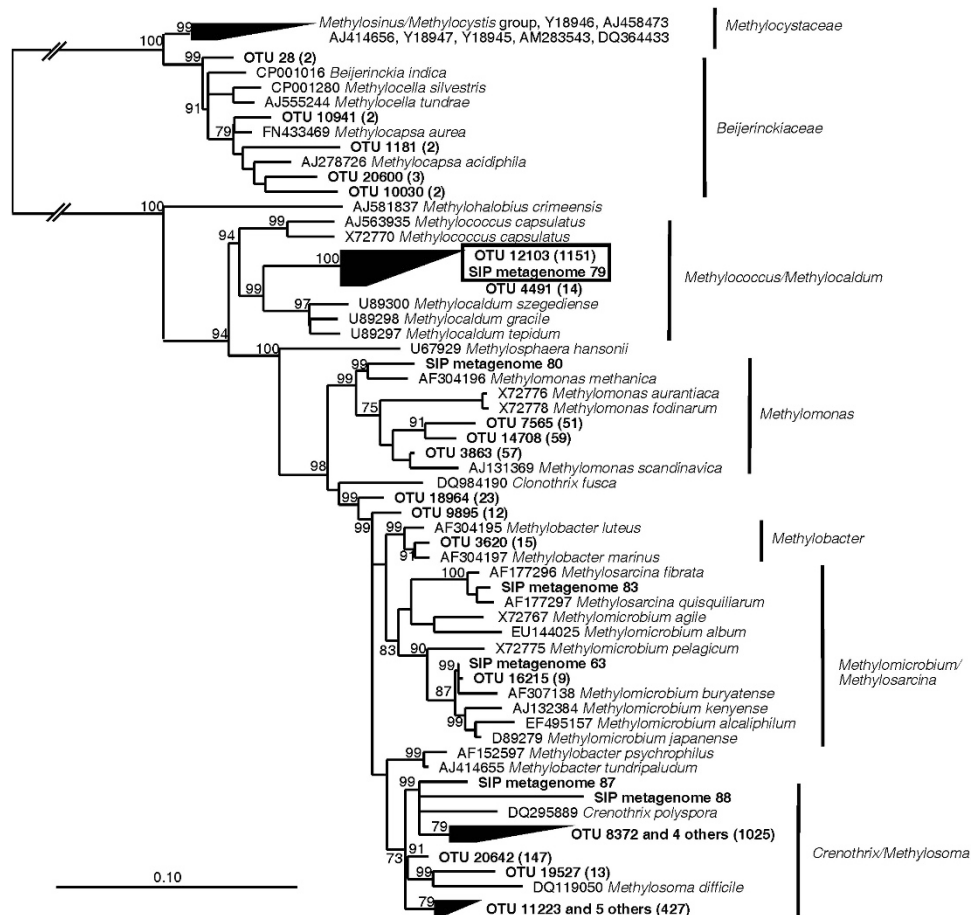 99 Methylosinus/Methylocystis group, Y18946, AJ458473
AJ414656, Y18947, Y18945, AM283543, DQ364433
Methylocystaceae
100
99 OTU 28 (2)
CP001016 Beijerinckia indica
CP001280 Methylocella silvestris
AJ555244 Methylocella tundrae
91
OTU 10941 (2)
79 FN433469 Methylocapsa aurea
Beijerinckiaceae
OTU 1181 (2)
AJ278726 Methylocapsa acidiphila
OTU 20600 (3)
OTU 10030 (2)
100
AJ581837 Methylohalobius crimeensis
99 AJ563935 Methylococcus capsulatus
X72770 Methylococcus capsulatus
94
100 OTU 12103 (1151)
SIP metagenome 79
OTU 4491 (14)
Methylococcus/Methylocaldum
99
97 U89300 Methylocaldum szegediense
U89298 Methylocaldum gracile
U89297 Methylocaldum tepidum
94
100 U67929 Methylosphaera hansonii
99 SIP metagenome 80
99 AF304196 Methylomonas methanica
X72776 Methylomonas aurantiaca
75 X72778 Methylomonas fodinarum
Methylomonas
91 OTU 7565 (51)
OTU 14708 (59)
OTU 3863 (57)
AJ131369 Methylomonas scandinavica
98
DQ984190 Clonothrix fusca
99 OTU 18964 (23)
99 OTU 9895 (12)
99 AF304195 Methylobacter luteus
OTU 3620 (15)
91 AF304197 Methylobacter marinus
Methylobacter
100 AF177296 Methylosarcina fibrata
SIP metagenome 83
AF177297 Methylosarcina quisquiliarum
X72767 Methylomicrobium agile
EU144025 Methylomicrobium album
83
90 X72775 Methylomicrobium pelagicum
99 SIP metagenome 63
OTU 16215 (9)
Methylomicrobium/
Methylosarcina
87 AF307138 Methylomicrobium buryatense
AJ132384 Methylomicrobium kenyense
99 EF495157 Methylomicrobium alcaliphilum
D89279 Methylomicrobium japanense
99 AF152597 Methylobacter psychrophilus
AJ414655 Methylobacter tundripaludum
99 SIP metagenome 87
SIP metagenome 88
DQ295889 Crenothrix polyspora
79 OTU 8372 and 4 others (1025)
Crenothrix/Methylosoma
91
73 OTU 20642 (147)
99 OTU 19527 (13)
DQ119050 Methylosoma difficile
79 OTU 11223 and 5 others (427)
0.10